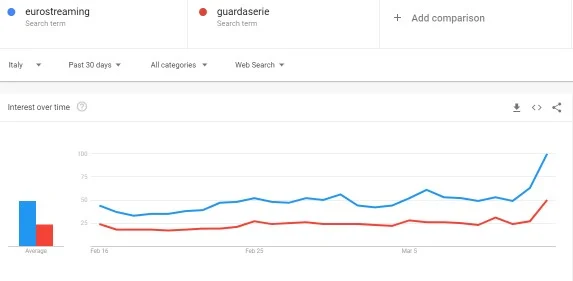 eurostreaming
Search term
guardaserie
Search term
+ Add comparison
Italy
Past 30 days
All categories
Web Search
Interest over time
?
100
75
50
25
Average
Feb 16
Feb 25
Mar 5